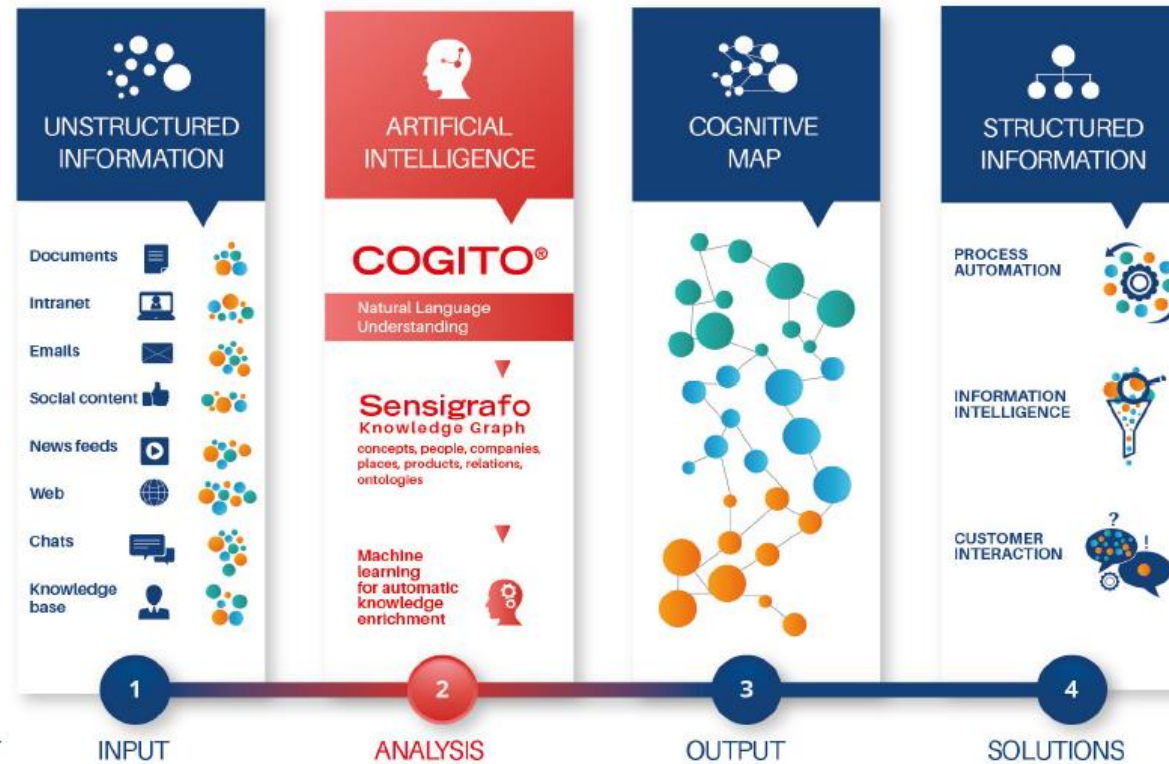 UNSTRUCTURED
INFORMATION
Documents
Intranet
Emails
Social content
News feeds
Web
Chats
Knowledge
base
1
INPUT
ARTIFICIAL
INTELLIGENCE
COGITO®
Natural Language
Understanding
Sensigrafo
Knowledge Graph
concepts, people, companies,
places, products, relations,
ontologies
Machine
learning
for automatic
knowledge
enrichment
2
ANALYSIS
COGNITIVE
MAP
3
OUTPUT
STRUCTURED
INFORMATION
PROCESS
AUTOMATION
INFORMATION
INTELLIGENCE
CUSTOMER
INTERACTION
?
!
4
SOLUTIONS